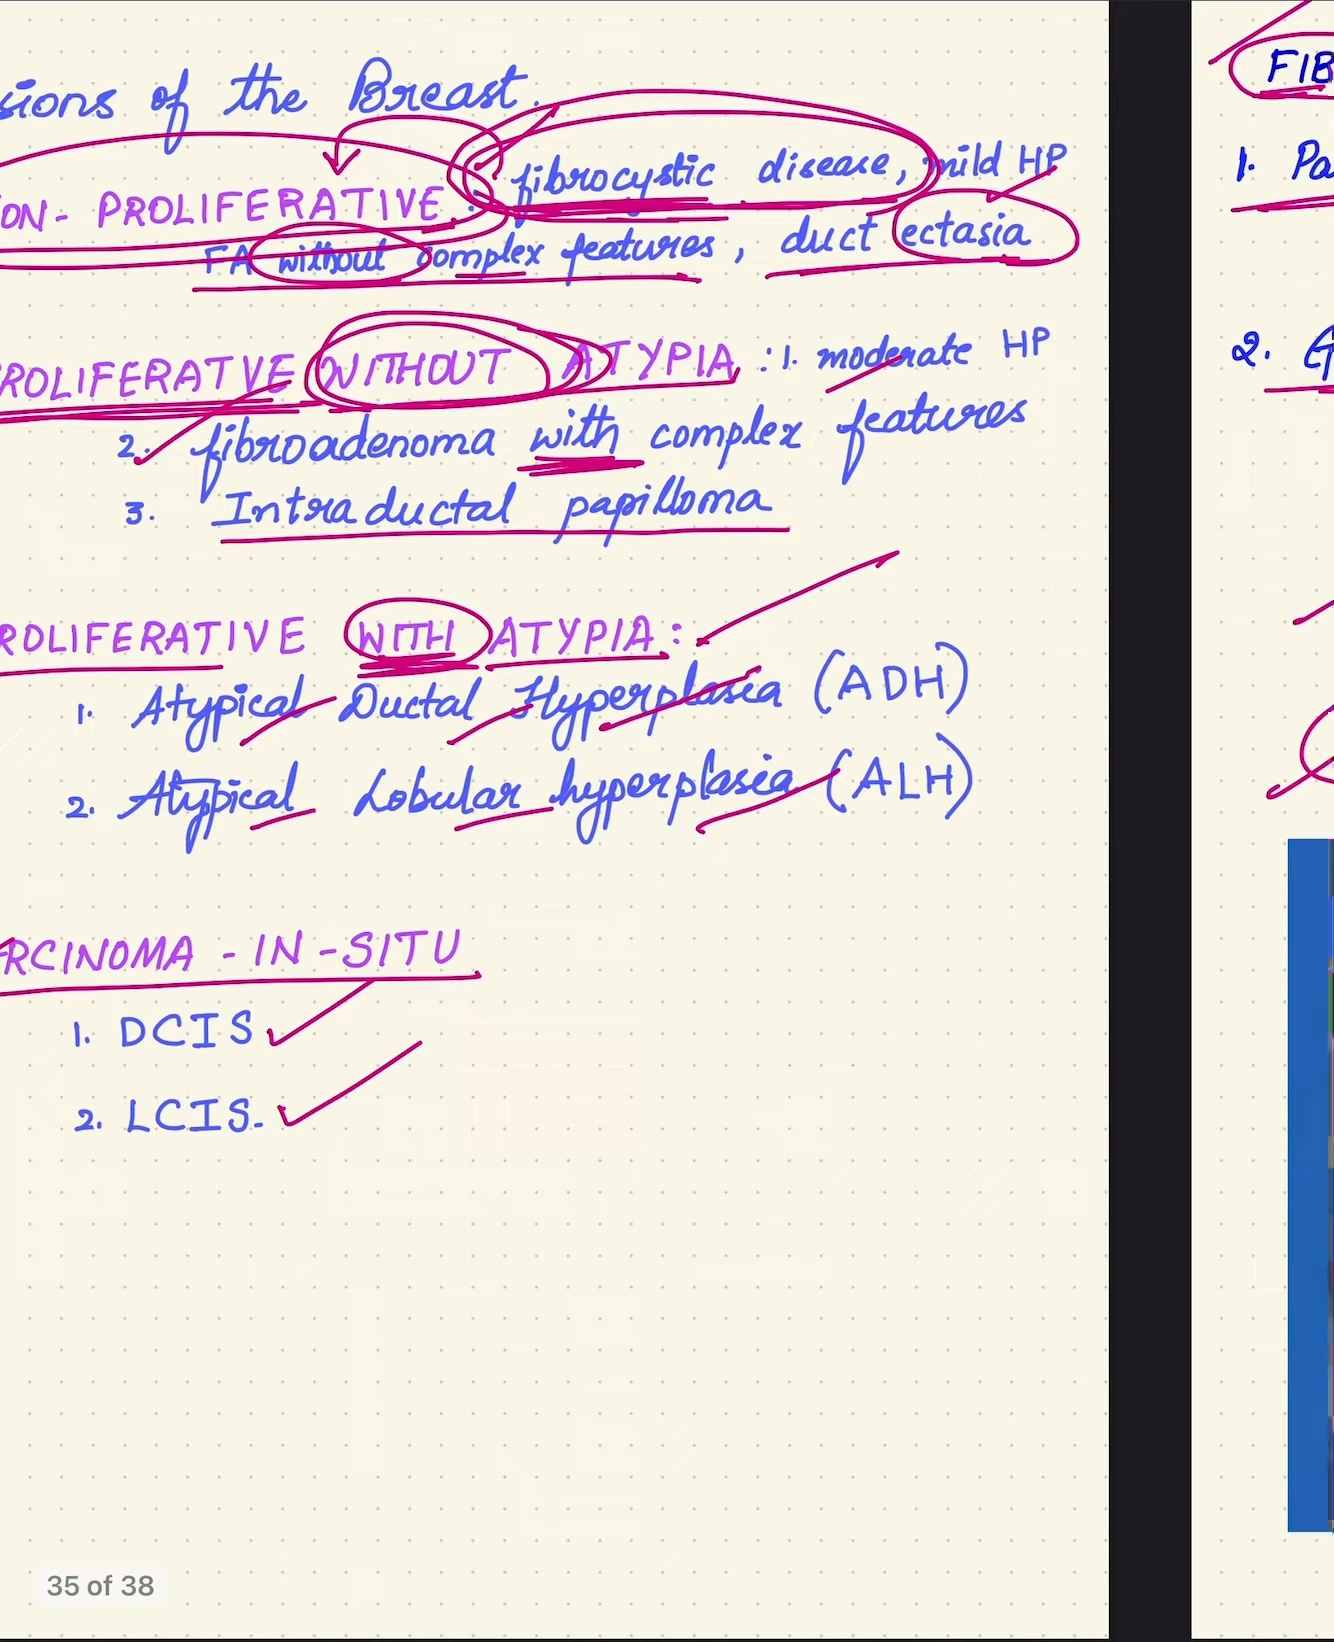 sions of the Breast.
ON- PROLIFERATIVE : fibrocystic disease, mild HP
FA without complex features, duct ectasia
ROLIFERATVE WITHOUT ATYPIA : 1. moderate HP
2. fibroadenoma with complex features
3. Intraductal papilloma
ROLIFERATIVE WITH ATYPIA :
1. Atypical Ductal Hyperplasia (ADH)
2. Atypical Lobular hyperplasia (ALH)
RCINOMA - IN -SITU
1. DCIS
2. LCIS.
35 of 38
FIB
1. Pa
2. G